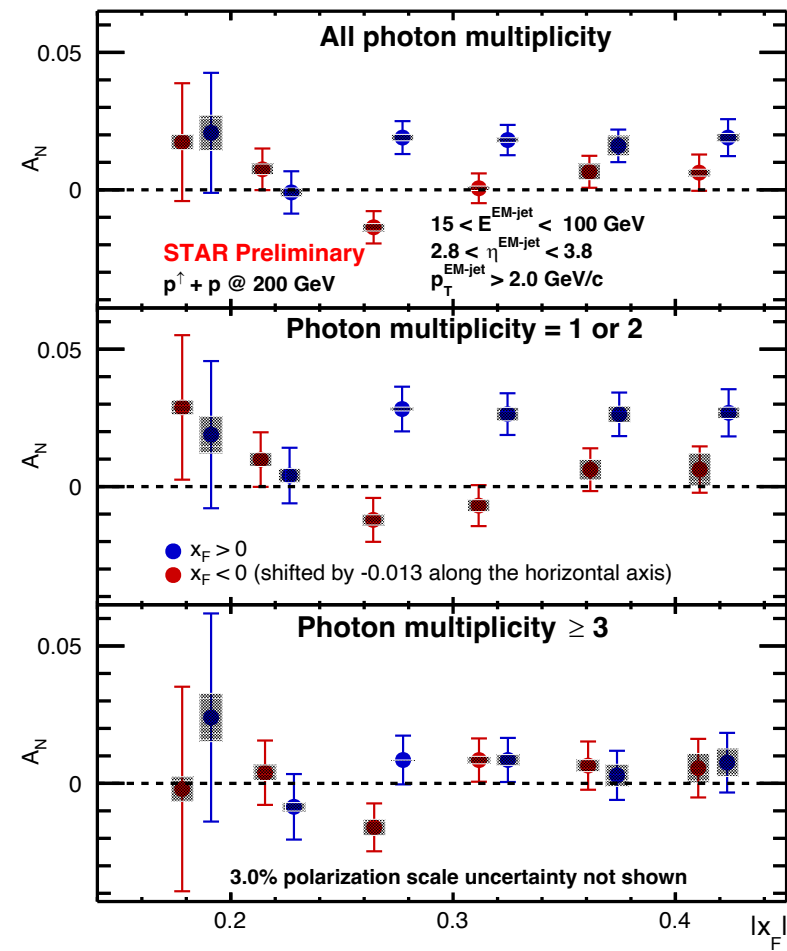 All photon multiplicity
0.05
A_N
0
15 < E^EM-jet < 100 GeV
STAR Preliminary
2.8 < η^EM-jet < 3.8
p↑ + p @ 200 GeV
p_T^EM-jet > 2.0 GeV/c
Photon multiplicity = 1 or 2
0.05
A_N
0
x_F > 0
x_F < 0 (shifted by -0.013 along the horizontal axis)
Photon multiplicity ≥ 3
0.05
A_N
0
3.0% polarization scale uncertainty not shown
0.2 0.3 0.4 |x_F|